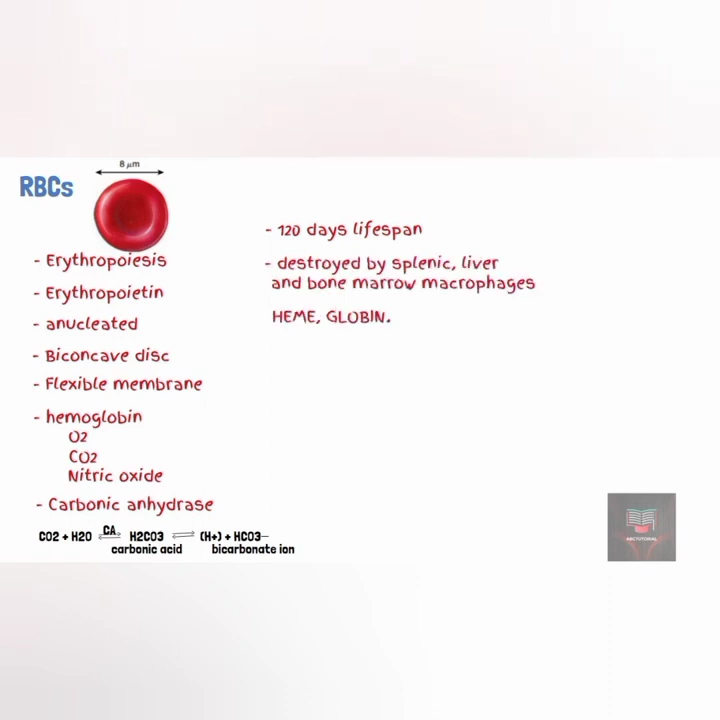 8 µm
RBCs
- Erythropoiesis
- Erythropoietin
- anucleated
- Biconcave disc
- Flexible membrane
- hemoglobin
O2
CO2
Nitric oxide
- Carbonic anhydrase
CA
CO2 + H2O ⇌ H2CO3 ⇌ (H+) + HCO3–
carbonic acid bicarbonate ion
- 120 days lifespan
- destroyed by splenic, liver
and bone marrow macrophages
HEME, GLOBIN.
ABCTUTORIAL